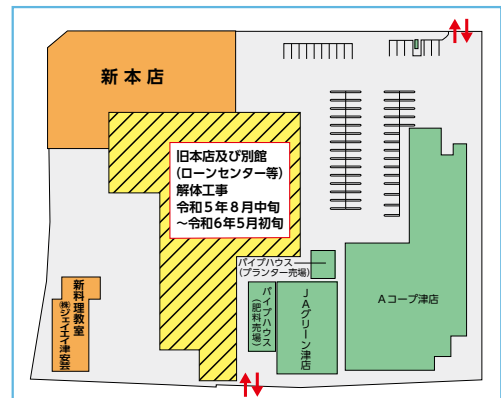 新本店
旧本店及び別館
(ローンセンター等)
解体工事
令和5年8月中旬
～令和6年5月初旬
パイプハウス
(プランター売場)
パイプハウス
(肥料売場)
JAグリーン津店
Aコープ津店
新料理教室
㈱ジェイエイ津安芸